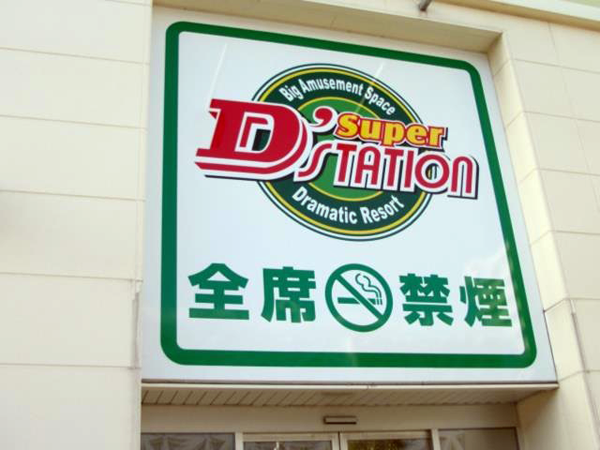 Big Amusement Space
Super
D'STATION
Dramatic Resort
全席禁煙